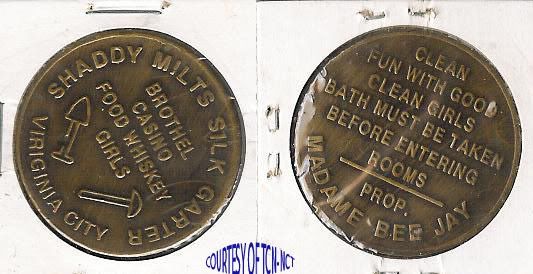 SHADDY MILTS SILK GARTER
BROTHEL
CASINO
FOOD WHISKEY
GIRLS
VIRGINIA CITY
CLEAN
FUN WITH GOOD
CLEAN GIRLS
BATH MUST BE TAKEN
BEFORE ENTERING
ROOMS
PROP.
MADAME BEE JAY
COURTESY OF TCN-NCT